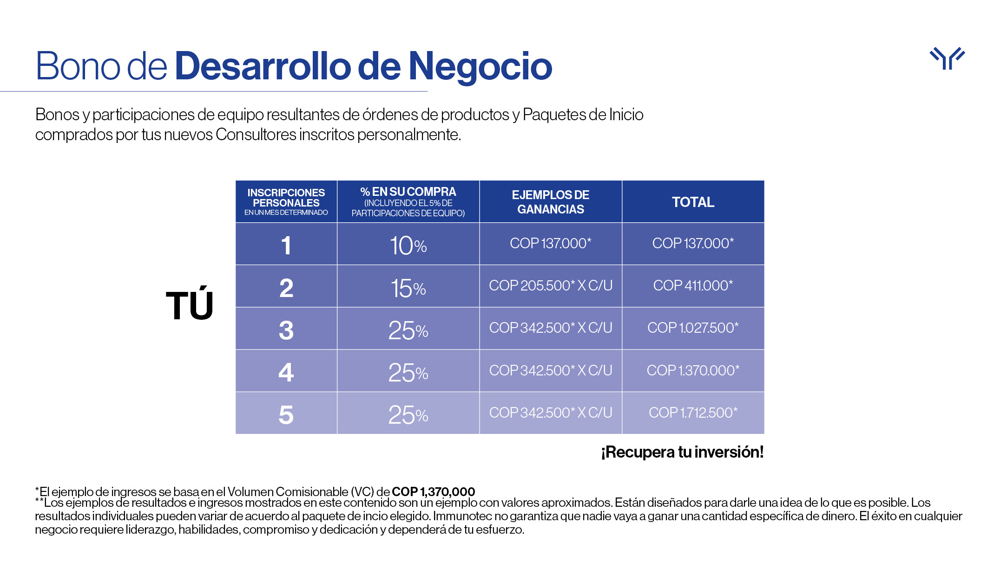 Bono de Desarrollo de Negocio
Bonos y participaciones de equipo resultantes de órdenes de productos y Paquetes de Inicio
comprados por tus nuevos Consultores inscritos personalmente.
TÚ
INSCRIPCIONES
PERSONALES
EN UN MES DETERMINADO
% EN SU COMPRA
(INCLUYENDO EL 5% DE
PARTICIPACIONES DE EQUIPO)
EJEMPLOS DE
GANANCIAS
TOTAL
1 10% COP 137.000* COP 137.000*
2 15% COP 205.500* X C/U COP 411.000*
3 25% COP 342.500* X C/U COP 1.027.500*
4 25% COP 342.500* X C/U COP 1.370.000*
5 25% COP 342.500* X C/U COP 1.712.500*
¡Recupera tu inversión!
*El ejemplo de ingresos se basa en el Volumen Comisionable (VC) de COP 1,370,000
**Los ejemplos de resultados e ingresos mostrados en este contenido son un ejemplo con valores aproximados. Están diseñados para darle una idea de lo que es posible. Los
resultados individuales pueden variar de acuerdo al paquete de incio elegido. Immunotec no garantiza que nadie vaya a ganar una cantidad específica de dinero. El éxito en cualquier
negocio requiere liderazgo, habilidades, compromiso y dedicación y dependerá de tu esfuerzo.